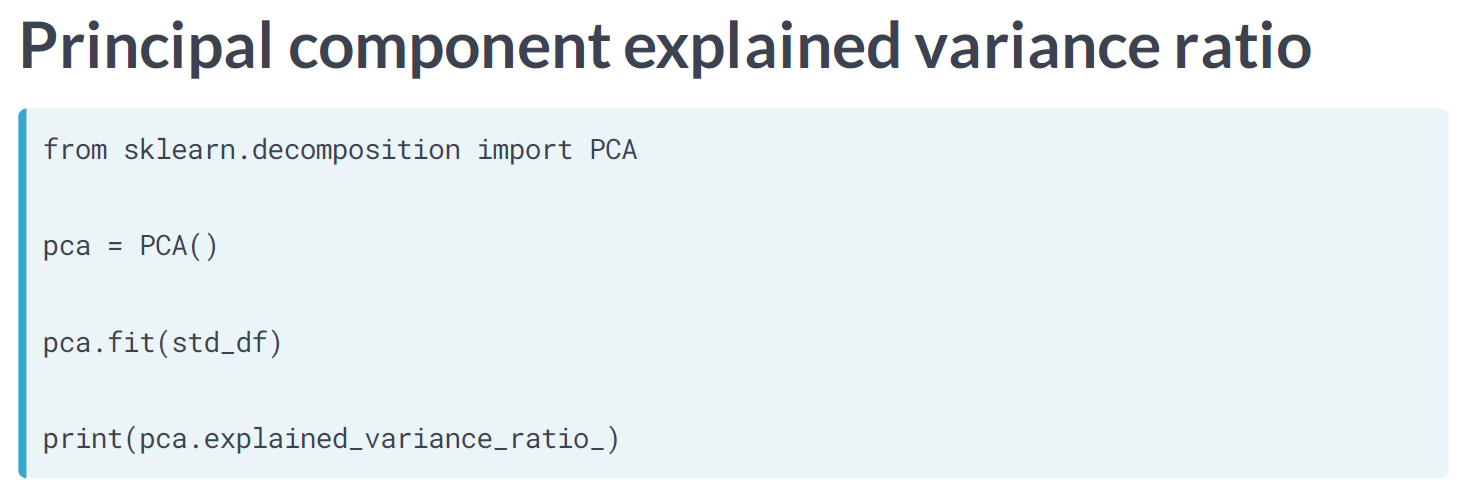 Principal component explained variance ratio
from sklearn.decomposition import PCA
pca = PCA()
pca.fit(std_df)
print(pca.explained_variance_ratio_)